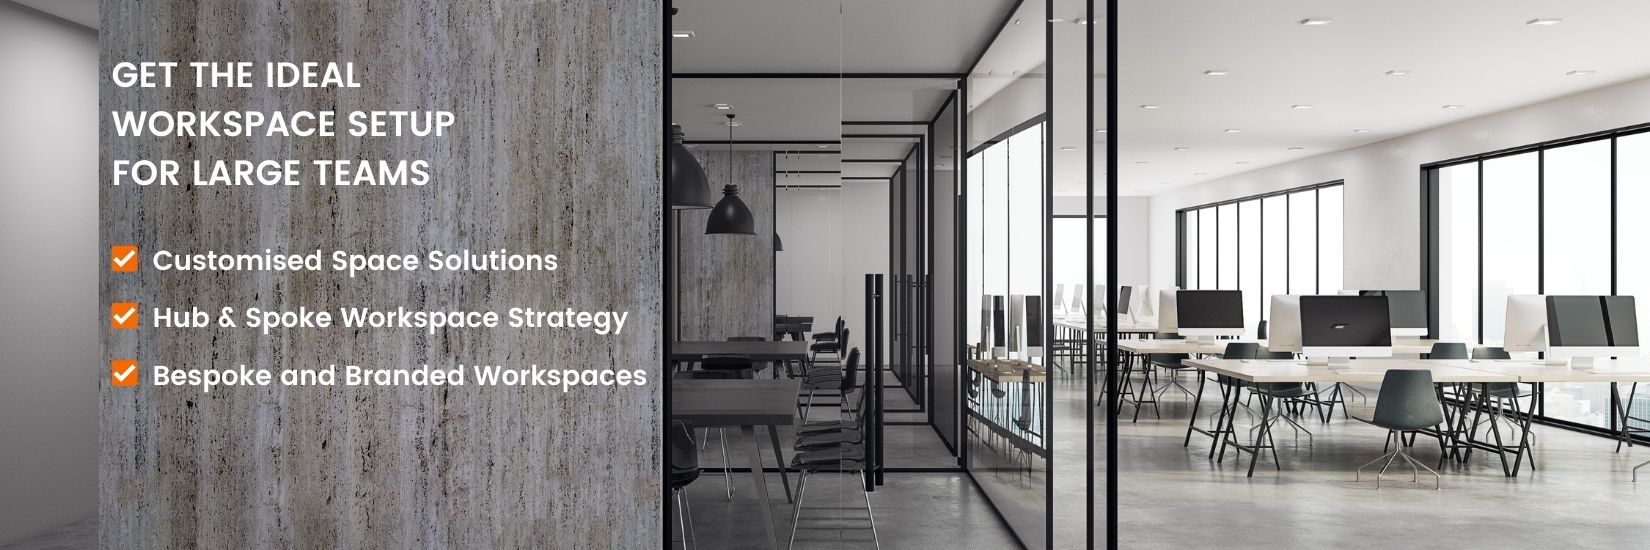 GET THE IDEAL
WORKSPACE SETUP
FOR LARGE TEAMS
Customised Space Solutions
Hub & Spoke Workspace Strategy
Bespoke and Branded Workspaces